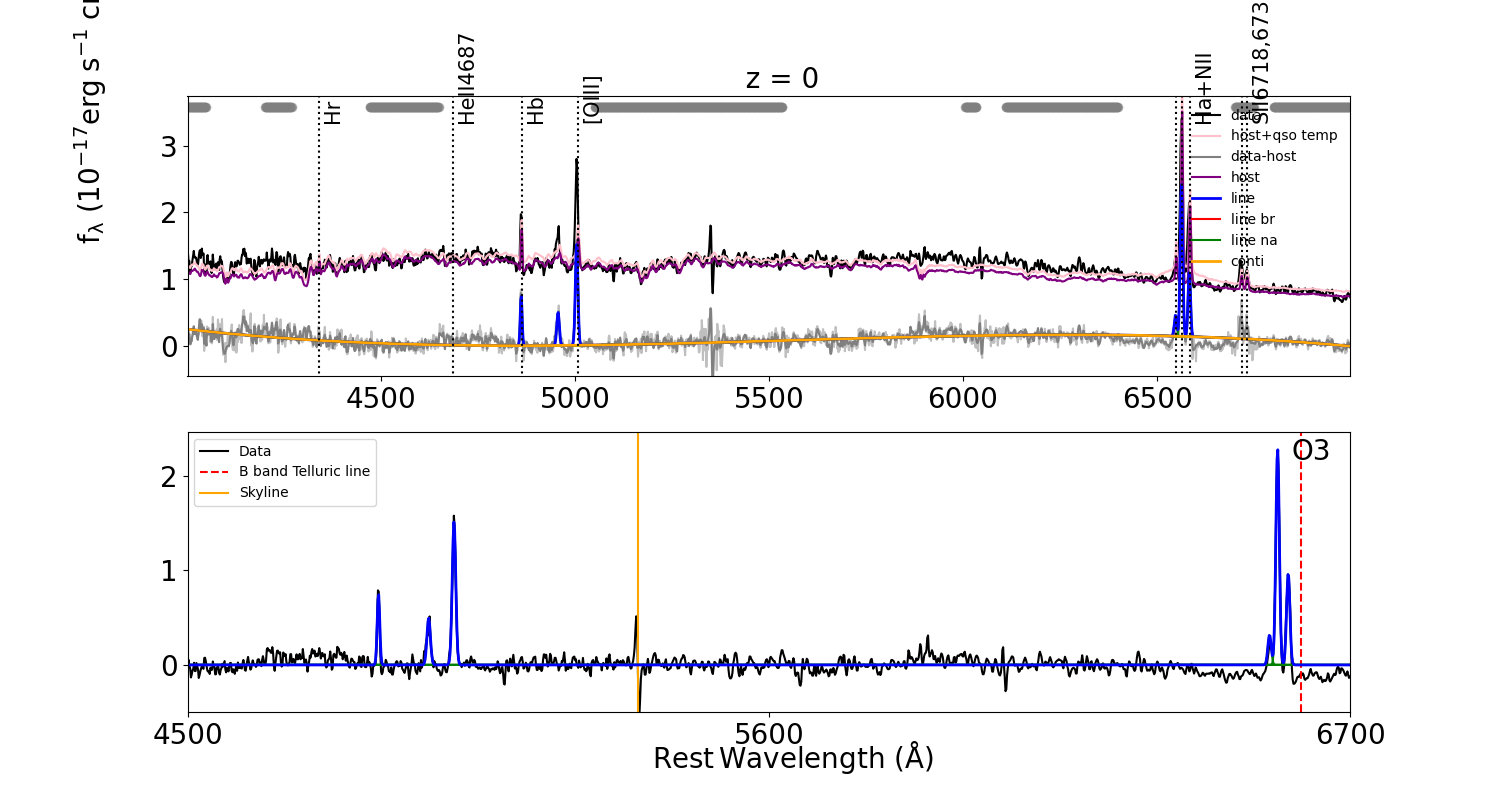 z = 0
fλ (10−17erg s−1 c
Hr
HeII4687
Hb
[OIII]
Ha+NII
SII6718,673
data
host+qso temp
data-host
host
line
line br
line na
conti
3
2
1
0
4500 5000 5500 6000 6500
Data
B band Telluric line
Skyline
O3
2
1
0
4500 5600 6700
Rest Wavelength (Å)